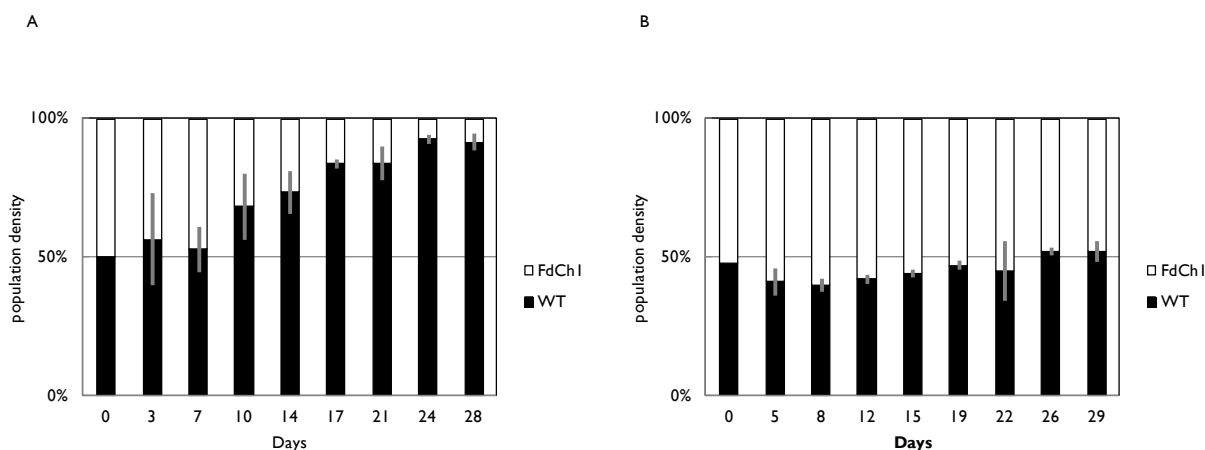 A
100%
50%
0%
population density
0 3 7 10 14 17 21 24 28
Days
FdCh1
WT
B
100%
50%
0%
population density
0 5 8 12 15 19 22 26 29
Days
FdCh1
WT